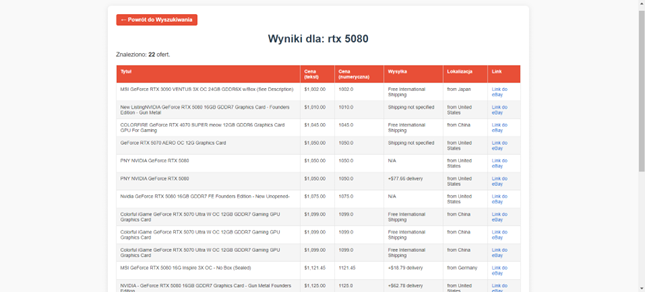 ← Powrót do Wyszukiwania
Wyniki dla: rtx 5080
Znaleziono: 22 ofert.
Tytuł Cena (tekst) Cena (numeryczna) Wysyłka Lokalizacja Link
MSI GeForce RTX 3090 VENTUS 3X OC 24GB GDDR6X w/Box (See Description) $1,002.00 1002.0 Free International Shipping from Japan Link do eBay
New ListingNVIDIA GeForce RTX 5080 16GB GDDR7 Graphics Card - Founders Edition - Gun Metal $1,010.00 1010.0 Shipping not specified from United States Link do eBay
COLORFIRE GeForce RTX 4070 SUPER meow 12GB GDDR6 Graphics Card GPU For Gaming $1,045.00 1045.0 Free International Shipping from China Link do eBay
GeForce RTX 5070 AERO OC 12G Graphics Card $1,050.00 1050.0 Shipping not specified from United States Link do eBay
PNY NVIDIA GeForce RTX 5080 $1,050.00 1050.0 N/A from United States Link do eBay
PNY NVIDIA GeForce RTX 5080 $1,050.00 1050.0 +$77.66 delivery from United States Link do eBay
Nvidia GeForce RTX 5080 16GB GDDR7 FE Founders Edition - New Unopened- $1,075.00 1075.0 N/A from United States Link do eBay
Colorful iGame GeForce RTX 5070 Ultra W OC 12GB GDDR7 Gaming GPU Graphics Card $1,099.00 1099.0 Free International Shipping from China Link do eBay
Colorful iGame GeForce RTX 5070 Ultra W OC 12GB GDDR7 Gaming GPU Graphics Card $1,099.00 1099.0 Free International Shipping from China Link do eBay
Colorful iGame GeForce RTX 5070 Ultra W OC 12GB GDDR7 Gaming GPU Graphics Card $1,099.00 1099.0 Free International Shipping from China Link do eBay
MSI GeForce RTX 5080 16G Inspire 3X OC - No Box (Sealed) $1,121.45 1121.45 +$16.79 delivery from Germany Link do eBay
NVIDIA - GeForce RTX 5080 16GB GDDR7 Graphics Card - Gun Metal Founders Edition $1,125.00 1125.0 +$62.78 delivery from United States Link do eBay